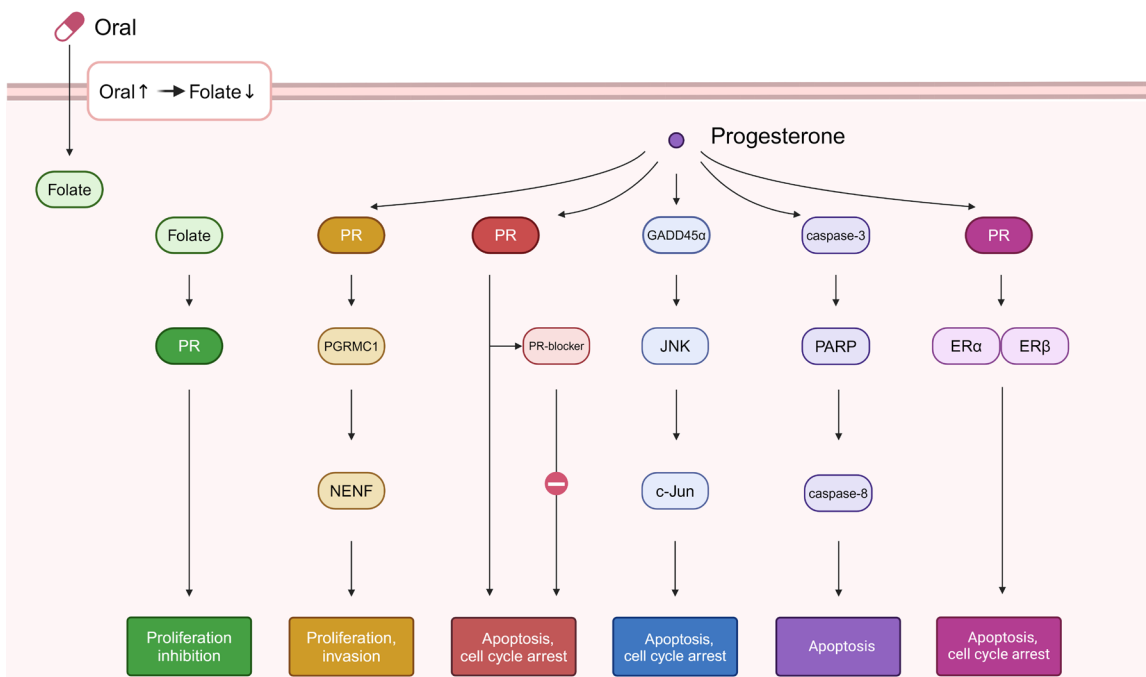 Oral
Oral↑ → Folate↓
Progesterone
Folate
Folate
PR
PR
GADD45α
caspase-3
PR
PR
PGRMC1
PR-blocker
JNK
PARP
ERα
ERβ
NENF
c-Jun
caspase-8
Proliferation
inhibition
Proliferation,
invasion
Apoptosis,
cell cycle arrest
Apoptosis,
cell cycle arrest
Apoptosis
Apoptosis,
cell cycle arrest